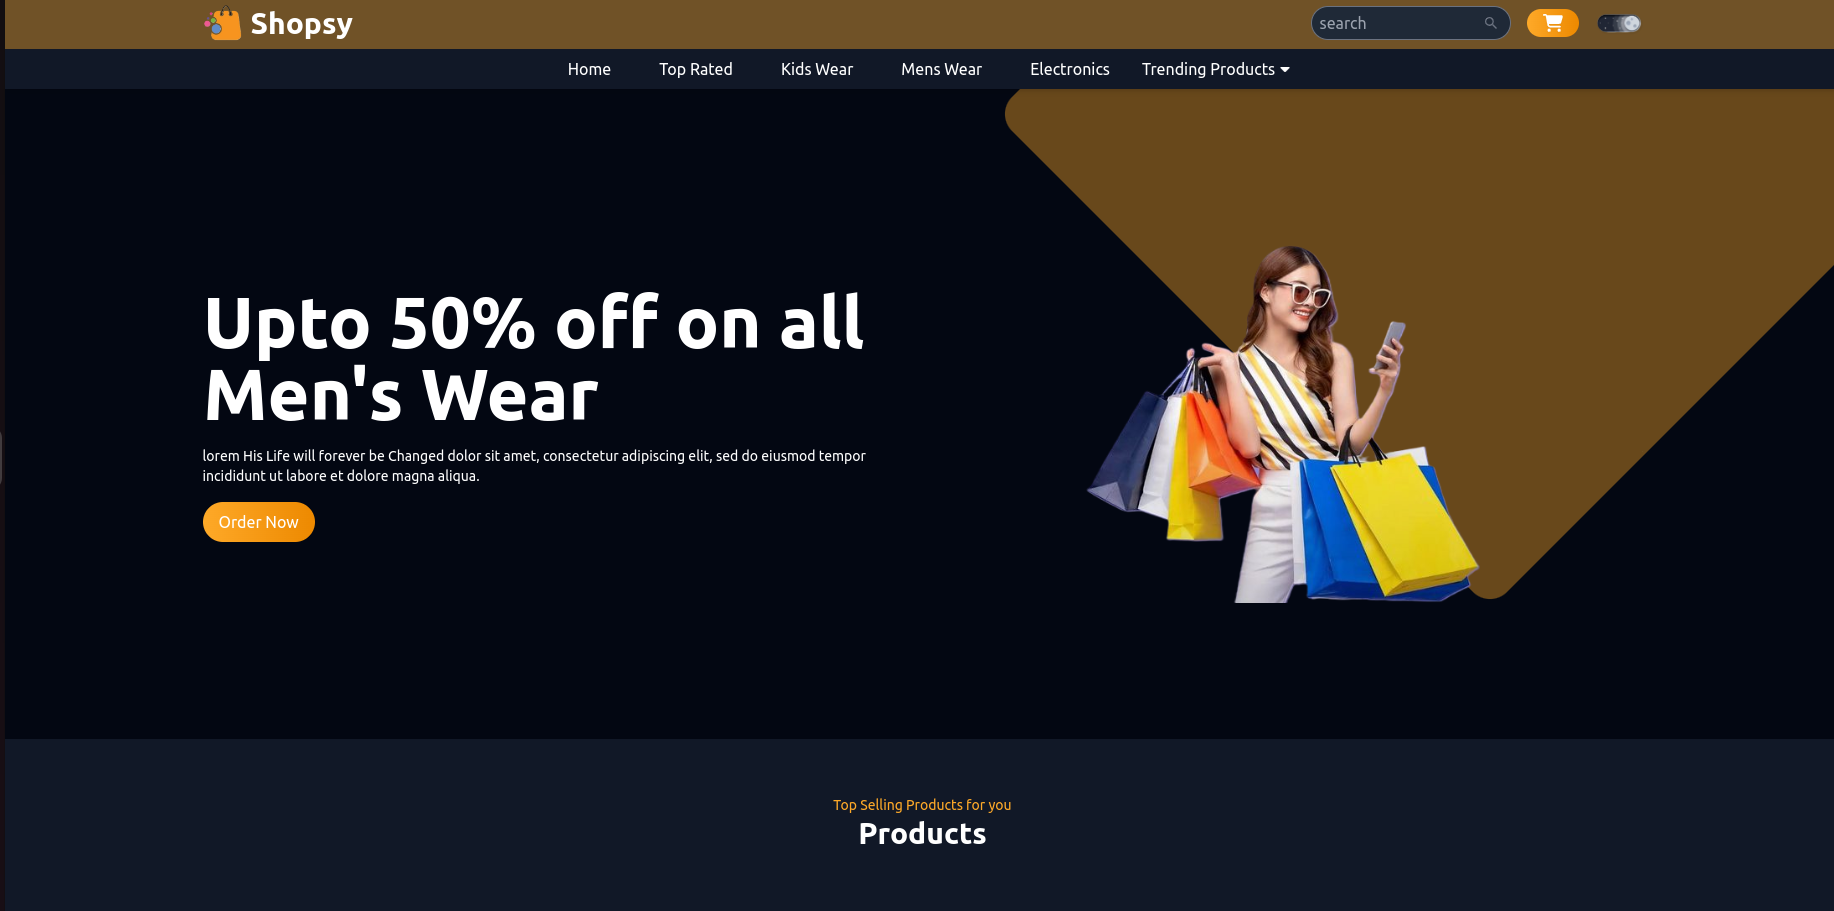 Shopsy
search
Home Top Rated Kids Wear Mens Wear Electronics Trending Products
Upto 50% off on all
Men's Wear
lorem His Life will forever be Changed dolor sit amet, consectetur adipiscing elit, sed do eiusmod tempor
incididunt ut labore et dolore magna aliqua.
Order Now
Top Selling Products for you
Products